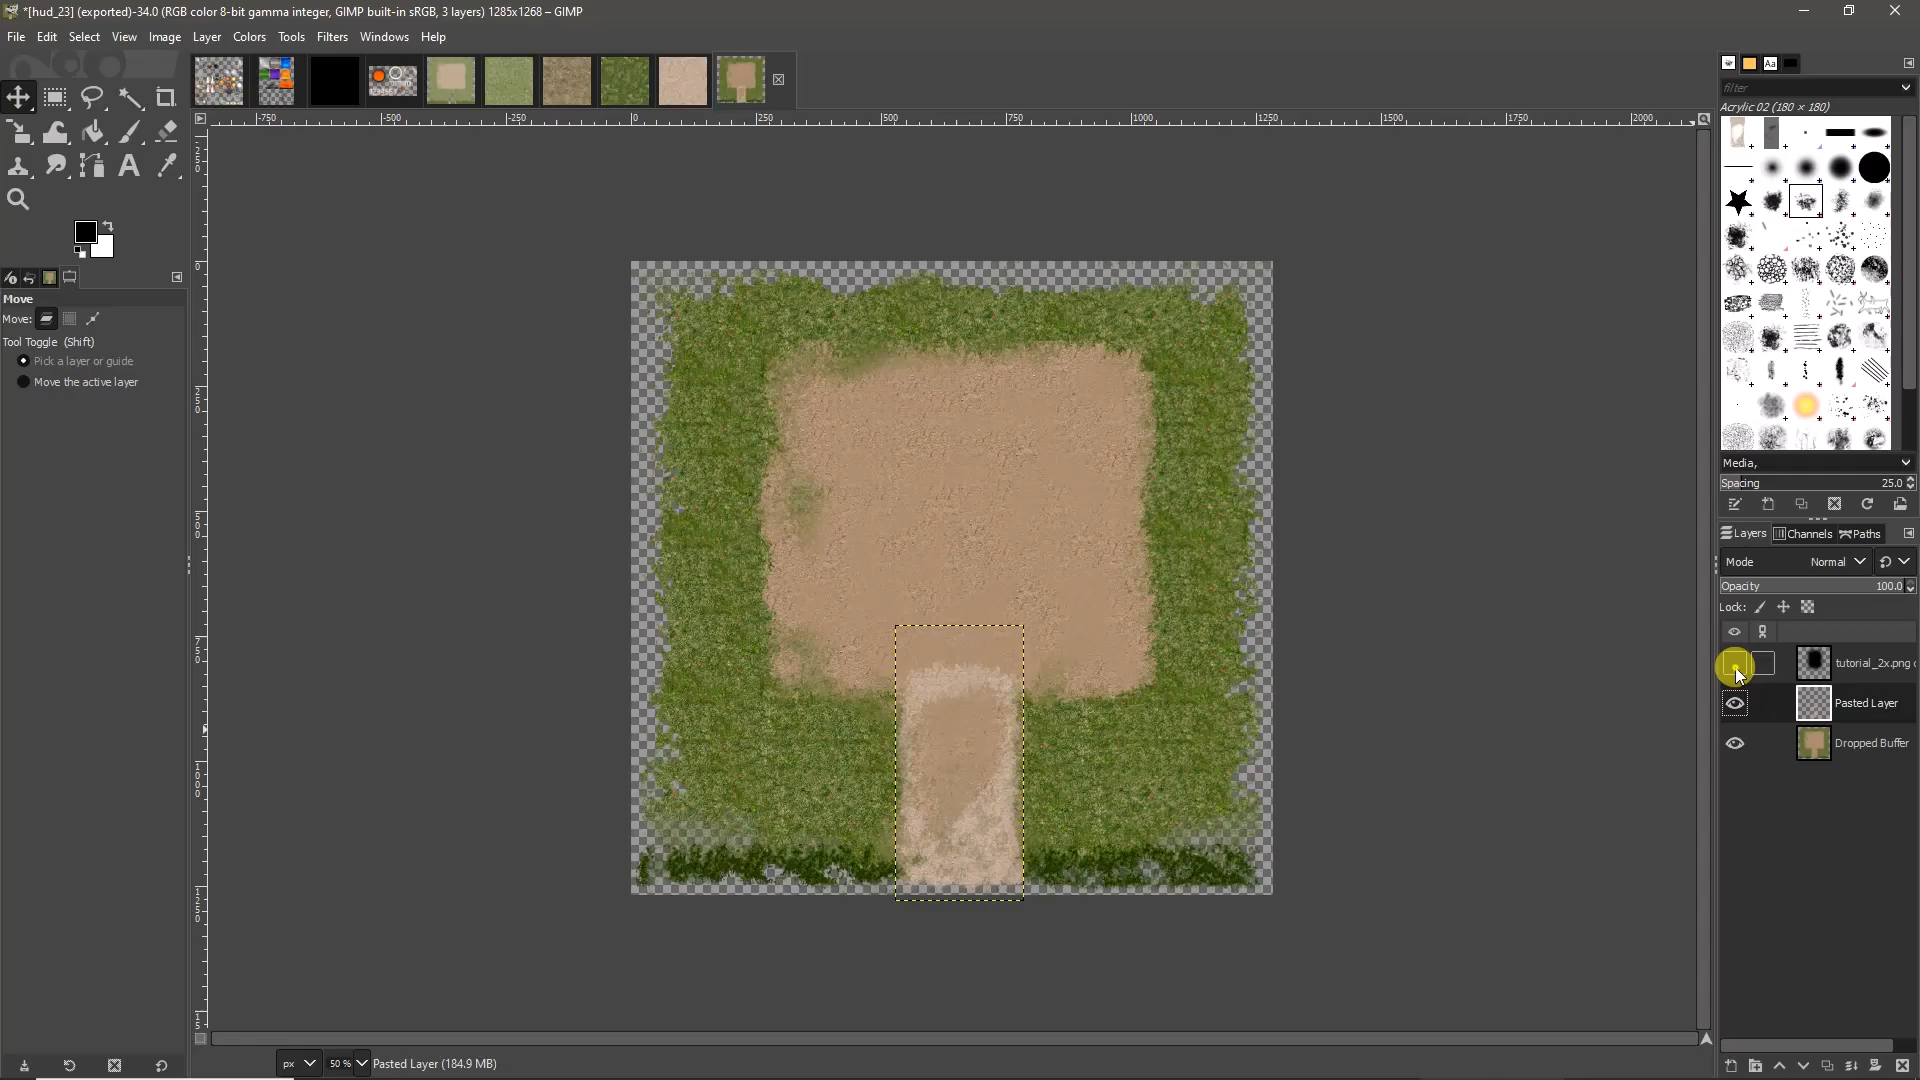 *[hud_23] (exported)-34.0 (RGB color 8-bit gamma integer, GIMP built-in sRGB, 3 layers) 1285x1268 – GIMP
File Edit Select View Image Layer Colors Tools Filters Windows Help
filter
Acrylic 02 (180 × 180)
-750 -500 -250 0 250 500 750 1000 1250 1500 1750 2000
Move
Move:
Tool Toggle (Shift)
Pick a layer or guide
Move the active layer
Media,
Spacing 25.0
Layers Channels Paths
Mode Normal
Opacity 100.0
Lock:
tutorial_2x.png c
Pasted Layer
Dropped Buffer
px 50 % Pasted Layer (184.9 MB)